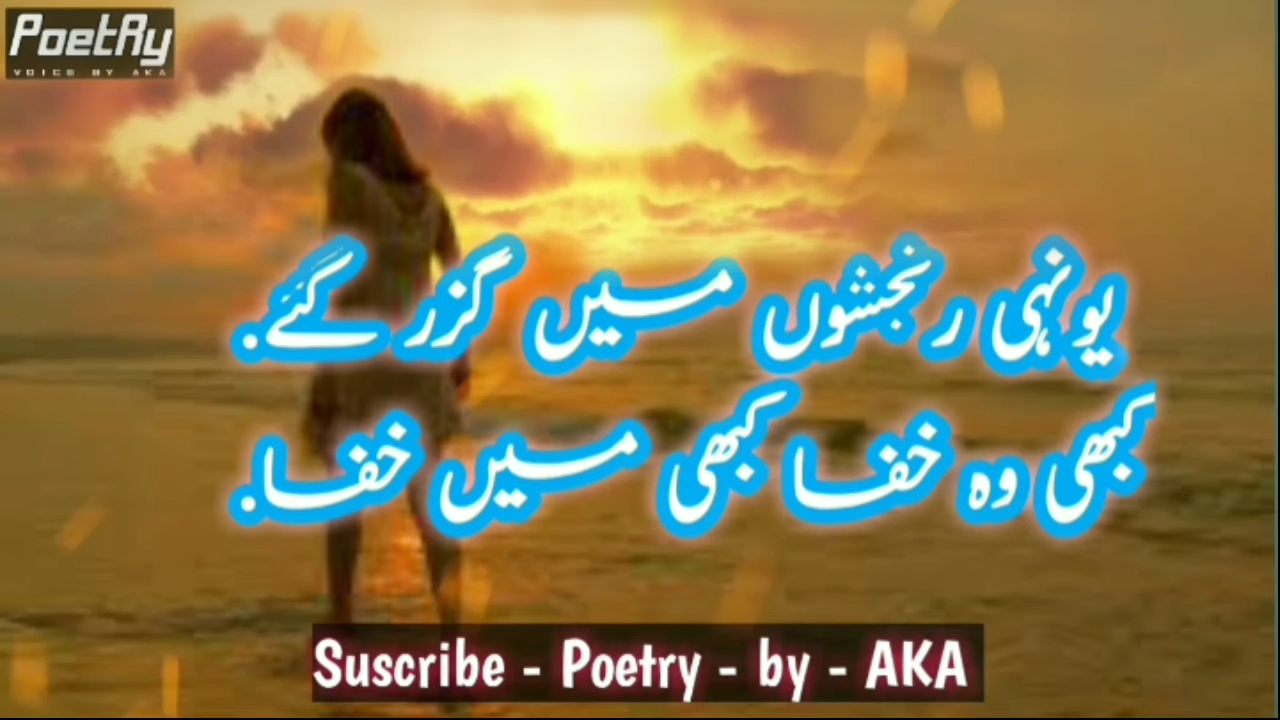 PoetRy
VOICE BY AKA
یونہی رنجشوں میں گزر گئے.
کبھی وہ خفا کبھی میں خفا.
Suscribe - Poetry - by - AKA